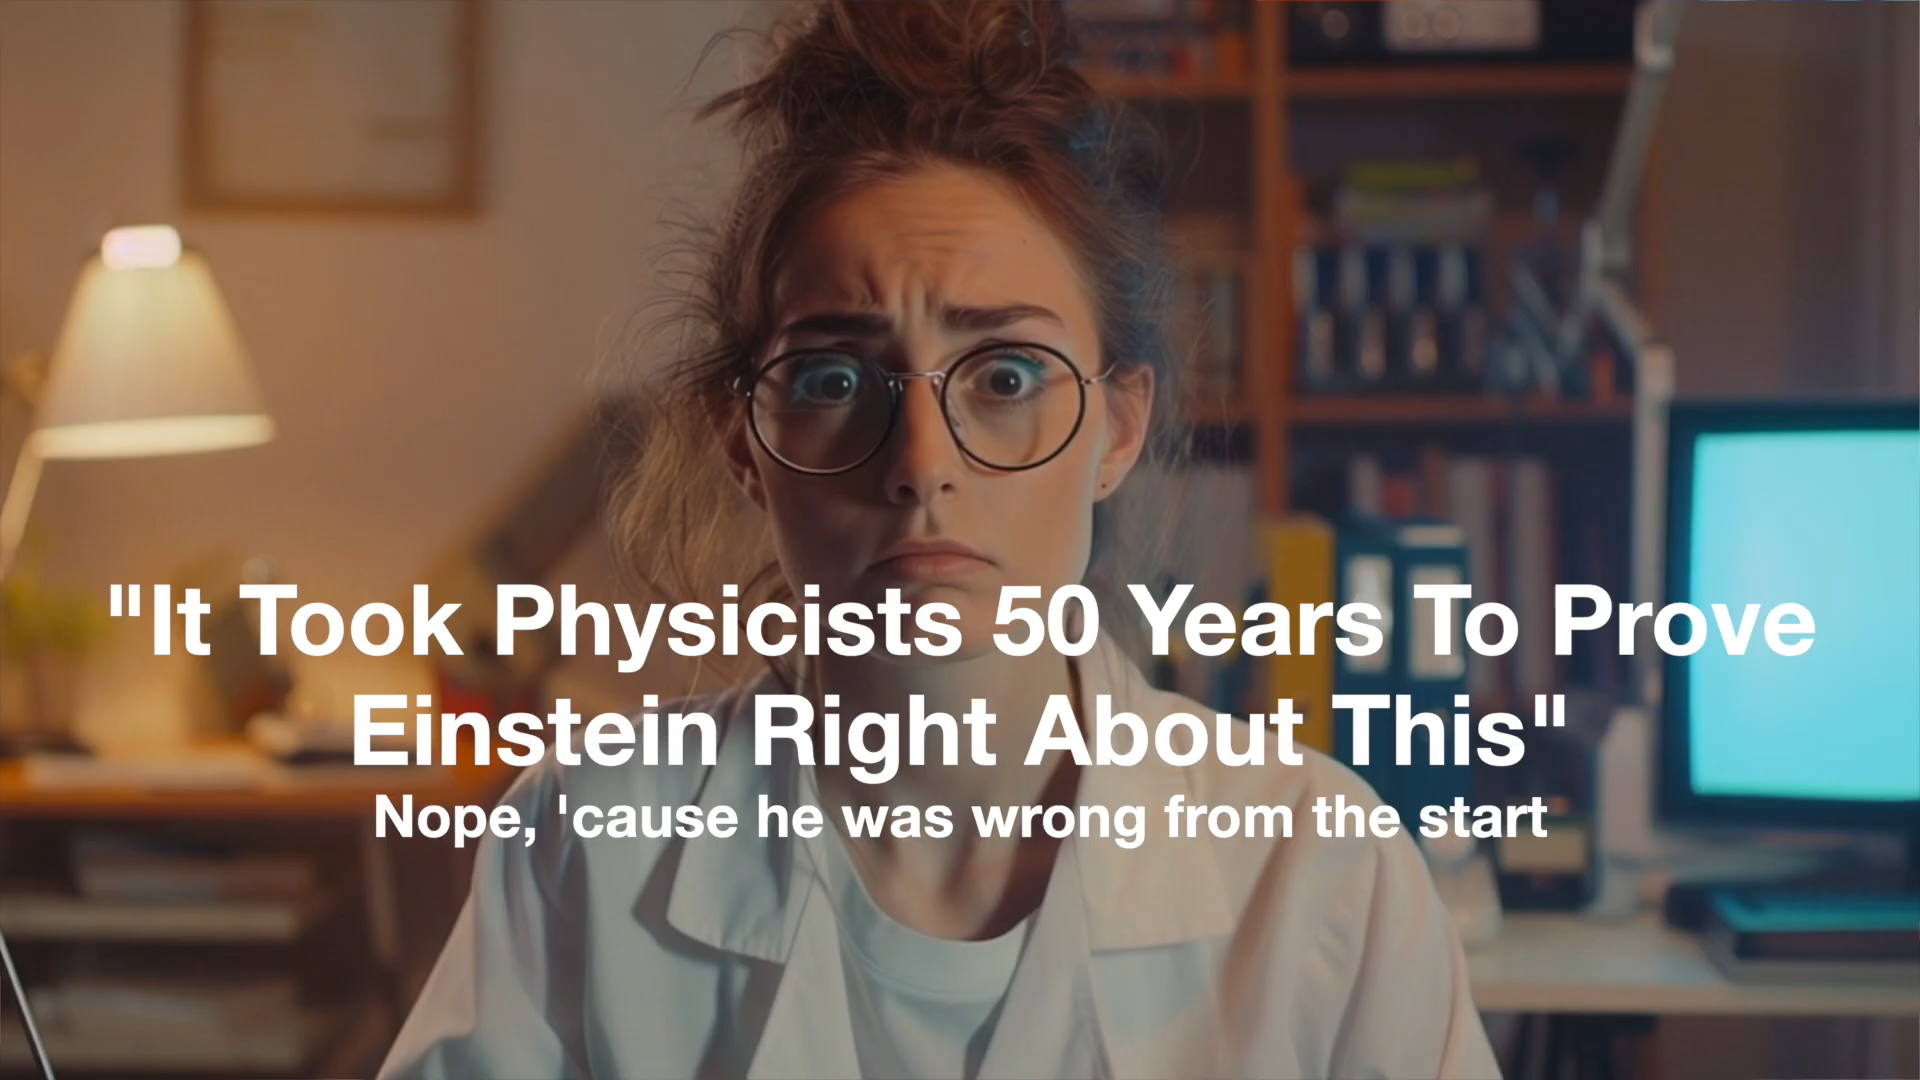 "It Took Physicists 50 Years To Prove
Einstein Right About This"
Nope, 'cause he was wrong from the start